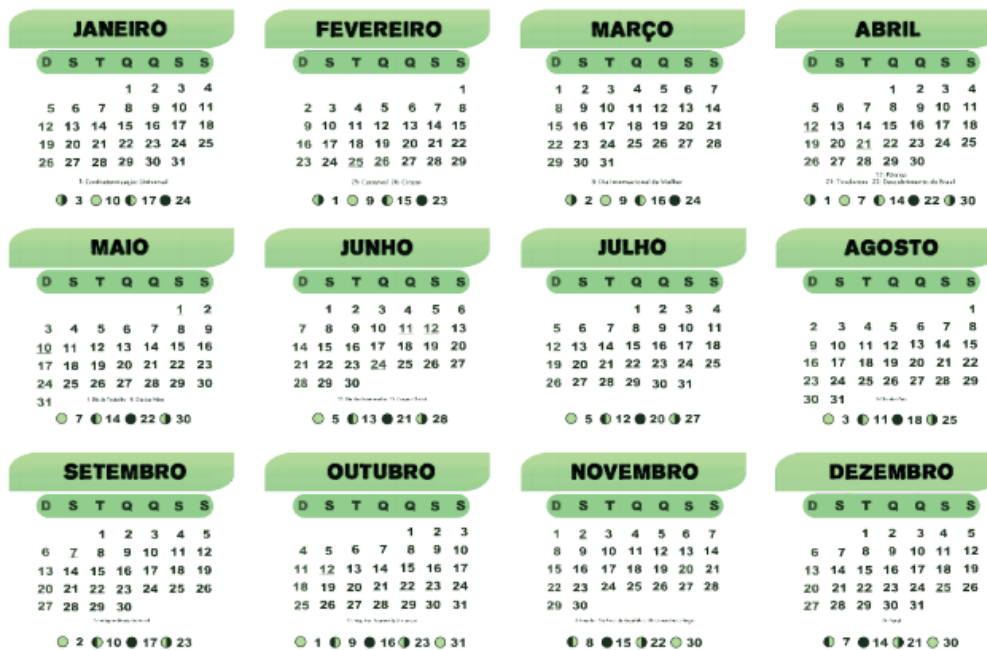 JANEIRO FEVEREIRO MARÇO ABRIL
D S T Q Q S S D S T Q Q S S D S T Q Q S S D S T Q Q S S
1 2 3 4 1 1 2 3 4 5 6 7 1 2 3 4
5 6 7 8 9 10 11 2 3 4 5 6 7 8 8 9 10 11 12 13 14 5 6 7 8 9 10 11
12 13 14 15 16 17 18 9 10 11 12 13 14 15 15 16 17 18 19 20 21 12 13 14 15 16 17 18
19 20 21 22 23 24 25 16 17 18 19 20 21 22 22 23 24 25 26 27 28 19 20 21 22 23 24 25
26 27 28 29 30 31 23 24 25 26 27 28 29 29 30 31 26 27 28 29 30
1: Confraternização Universal 25: Carnaval 26: Cinzas 8: Dia Internacional da Mulher 12: Páscoa
21: Tiradentes 22: Descobrimento do Brasil
3 10 17 24 1 9 15 23 2 9 16 24 1 7 14 22 30
MAIO JUNHO JULHO AGOSTO
D S T Q Q S S D S T Q Q S S D S T Q Q S S D S T Q Q S S
1 2 1 2 3 4 5 6 1 2 3 4 1
3 4 5 6 7 8 9 7 8 9 10 11 12 13 5 6 7 8 9 10 11 2 3 4 5 6 7 8
10 11 12 13 14 15 16 14 15 16 17 18 19 20 12 13 14 15 16 17 18 9 10 11 12 13 14 15
17 18 19 20 21 22 23 21 22 23 24 25 26 27 19 20 21 22 23 24 25 16 17 18 19 20 21 22
24 25 26 27 28 29 30 28 29 30 26 27 28 29 30 31 23 24 25 26 27 28 29
31 30 31
7 14 22 30 5 13 21 28 5 12 20 27 3 11 18 25
SETEMBRO OUTUBRO NOVEMBRO DEZEMBRO
D S T Q Q S S D S T Q Q S S D S T Q Q S S D S T Q Q S S
1 2 3 4 5 1 2 3 1 2 3 4 5 6 7 1 2 3 4 5
6 7 8 9 10 11 12 4 5 6 7 8 9 10 8 9 10 11 12 13 14 6 7 8 9 10 11 12
13 14 15 16 17 18 19 11 12 13 14 15 16 17 15 16 17 18 19 20 21 13 14 15 16 17 18 19
20 21 22 23 24 25 26 18 19 20 21 22 23 24 22 23 24 25 26 27 28 20 21 22 23 24 25 26
27 28 29 30 25 26 27 28 29 30 31 29 30 27 28 29 30 31
2 10 17 23 1 9 16 23 31 8 15 22 30 7 14 21 30